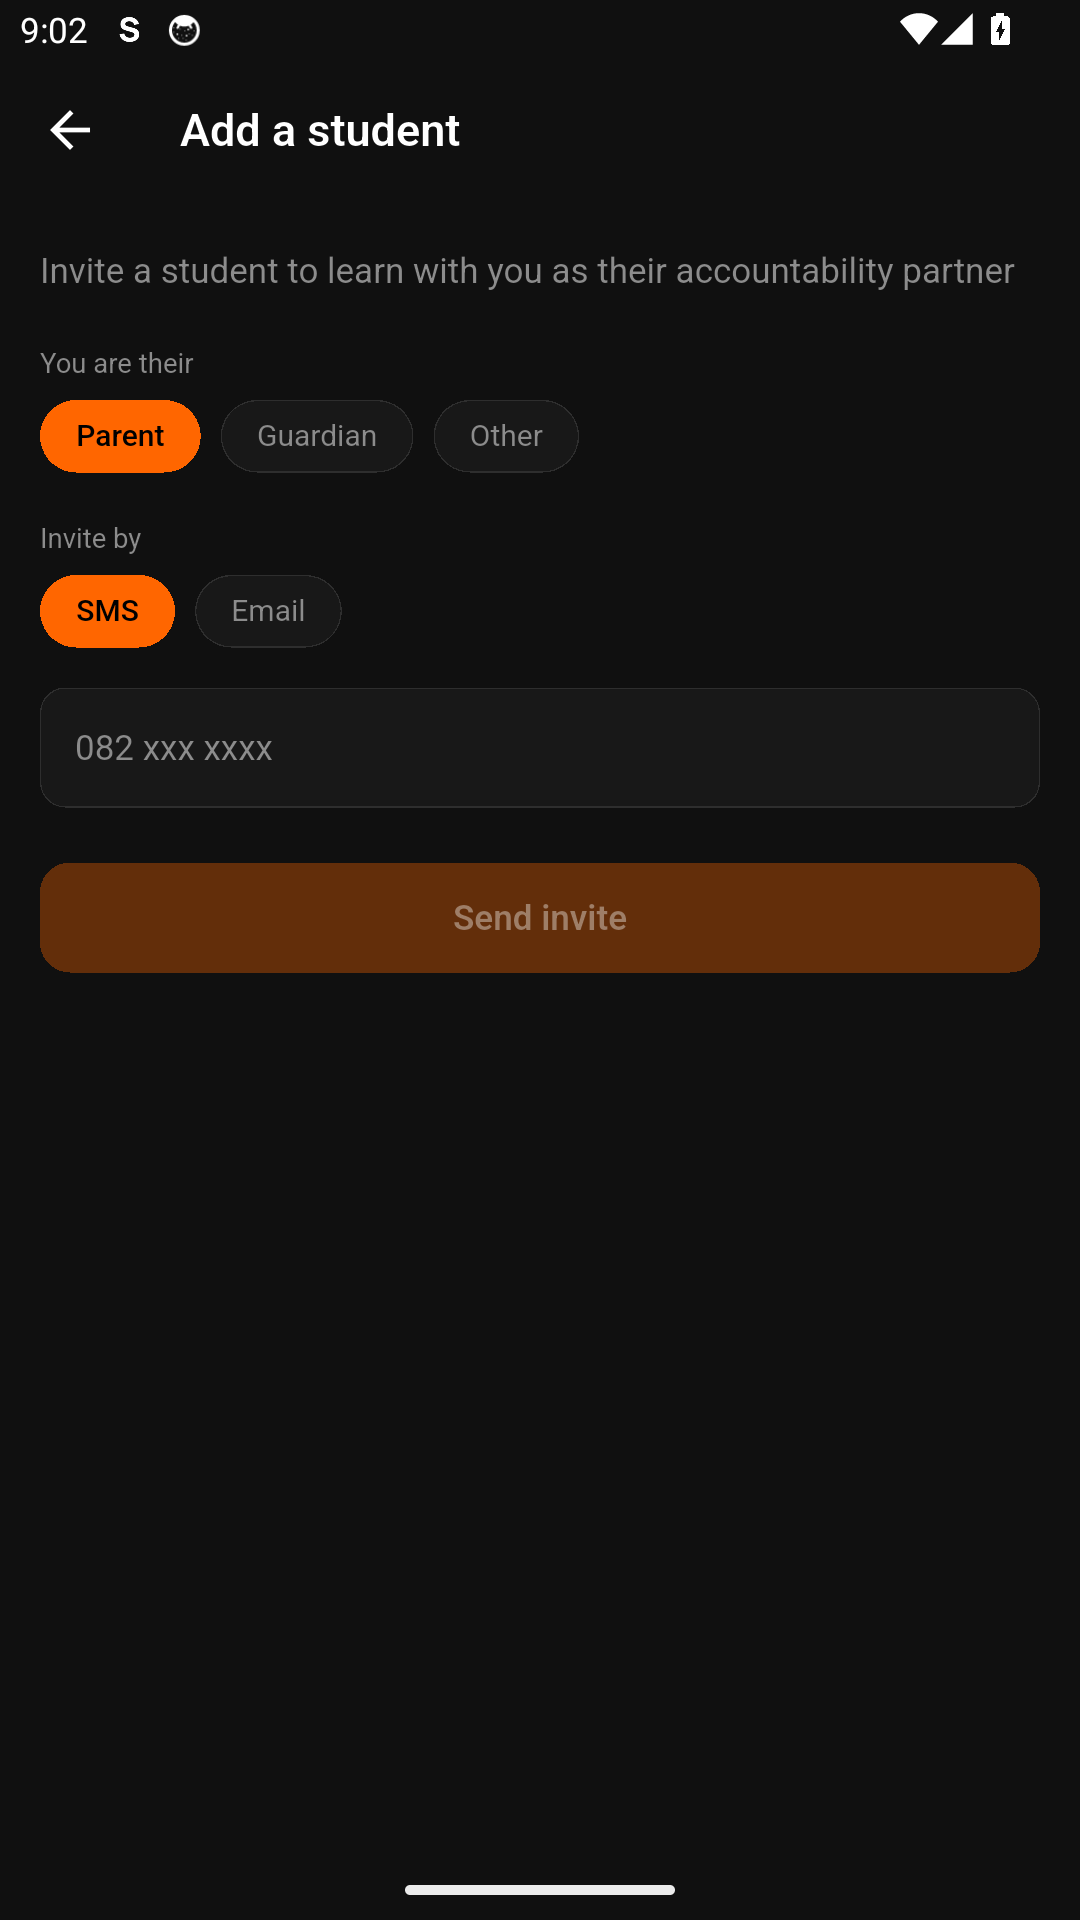 9:02 S
Add a student
Invite a student to learn with you as their accountability partner
You are their
Parent Guardian Other
Invite by
SMS Email
082 xxx xxxx
Send invite